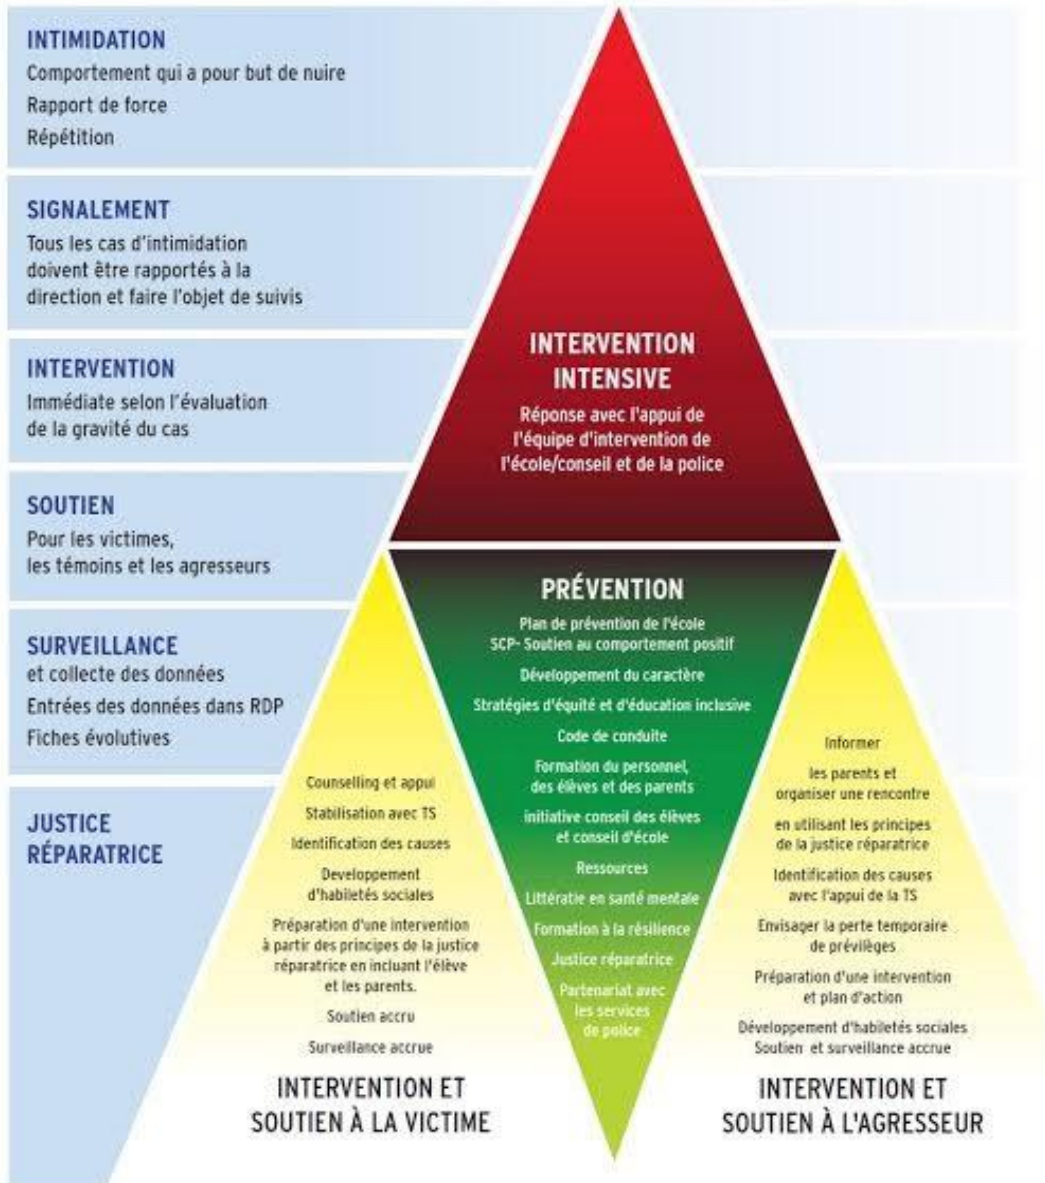 INTIMIDATION
Comportement qui a pour but de nuire
Rapport de force
Répétition
SIGNALEMENT
Tous les cas d'intimidation
doivent être rapportés à la
direction et faire l'objet de suivis
INTERVENTION
Immédiate selon l'évaluation
de la gravité du cas
SOUTIEN
Pour les victimes,
les témoins et les agresseurs
SURVEILLANCE
et collecte des données
Entrées des données dans RDP
Fiches évolutives
JUSTICE
RÉPARATRICE
INTERVENTION
INTENSIVE
Réponse avec l'appui de
l'équipe d'intervention de
l'école/conseil et de la police
PRÉVENTION
Plan de prévention de l'école
SCP- Soutien au comportement positif
Développement du caractère
Stratégies d'équité et d'éducation inclusive
Code de conduite
Formation du personnel,
des élèves et des parents
initiative conseil des élèves
et conseil d'école
Ressources
Littératie en santé mentale
Formation à la résilience
Justice réparatrice
Partenariat avec
les services
de police
Counselling et appui
Stabilisation avec TS
Identification des causes
Developpement
d'habiletés sociales
Préparation d'une intervention
à partir des principes de la justice
réparatrice en incluant l'élève
et les parents.
Soutien accru
Surveillance accrue
INTERVENTION ET
SOUTIEN À LA VICTIME
Informer
les parents et
organiser une rencontre
en utilisant les principes
de la justice réparatrice
Identification des causes
avec l'appui de la TS
Envisager la perte temporaire
de prévilèges
Préparation d'une intervention
et plan d'action
Développement d'habiletés sociales
Soutien et surveillance accrue
INTERVENTION ET
SOUTIEN À L'AGRESSEUR